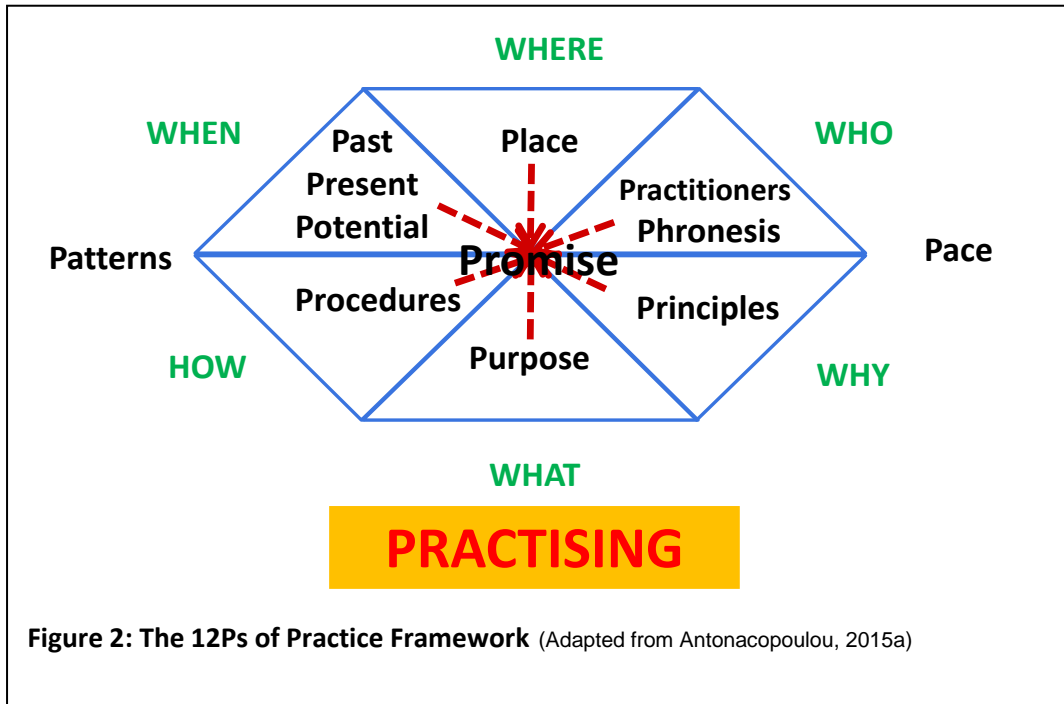 WHERE
WHEN
WHO
Past
Present
Potential
Place
Practitioners
Phronesis
Patterns
Promise
Pace
Procedures
Principles
Purpose
HOW
WHY
WHAT
PRACTISING
Figure 2: The 12Ps of Practice Framework (Adapted from Antonacopoulou, 2015a)